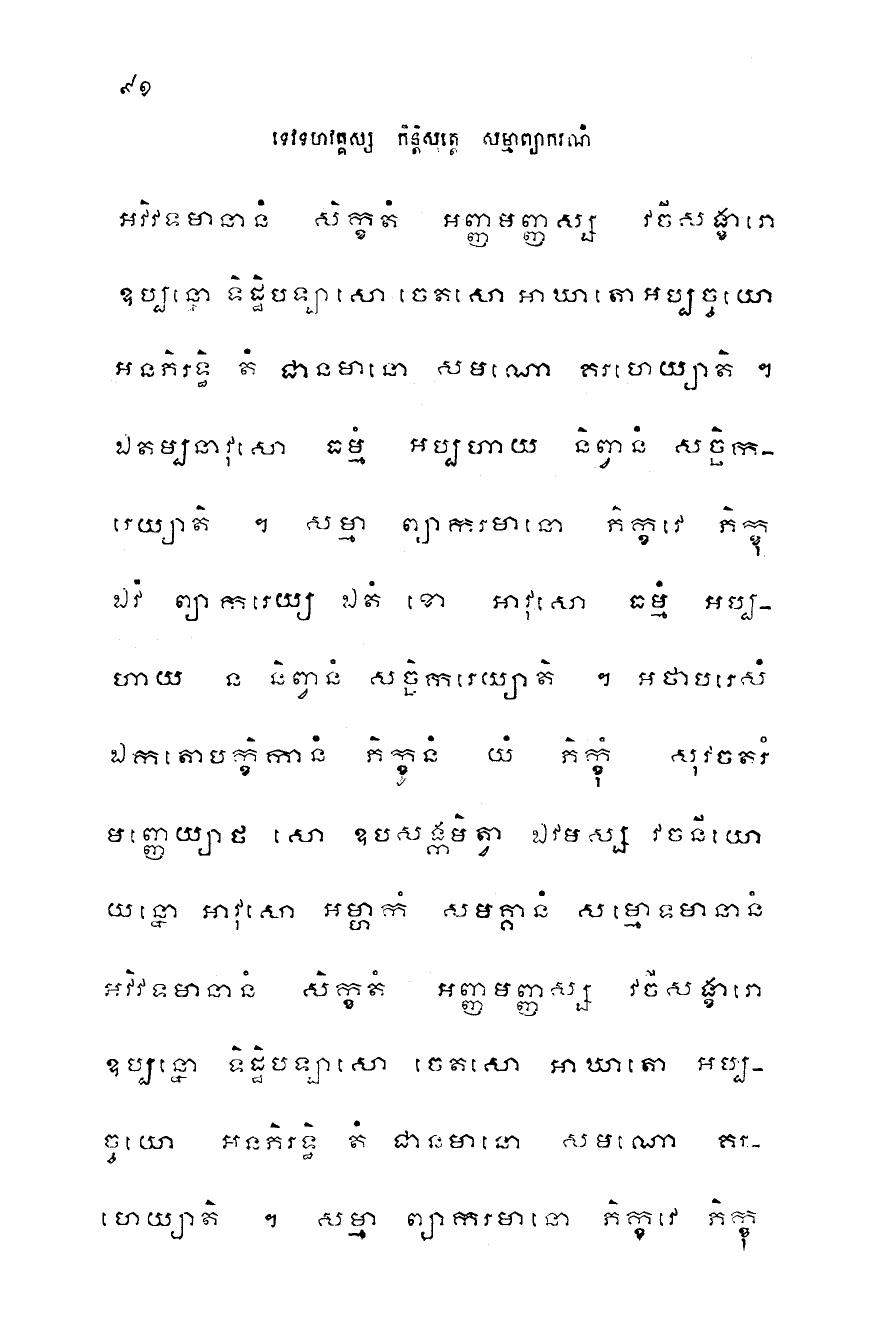 ៩១
ទេវទហវគ្គស្ស កិន្តិសុត្តេ សម្មាព្យាករណំ
អវិវទមានានំ សិក្ខតំ អញ្ញមញ្ញស្ស វចីសង្ខារោ
ឧប្បន្នោ ទិដ្ឋិបឡាសោ ចេតសោ អាឃាតោ អប្បច្ចយោ
អនភិរទ្ធិ តំ ជានមានោ សមណោ គរហេយ្យាតិ ។
ឯតម្បនាវុសោ ធម្មំ អប្បហាយ និព្វានំ សច្ឆិក-
រេយ្យាតិ ។ សម្មា ព្យាករមានោ ភិក្ខវេ ភិក្ខុ
ឯវំ ព្យាករេយ្យ ឯតំ ខោ អាវុសោ ធម្មំ អប្ប-
ហាយ ន និព្វានំ សច្ឆិករេយ្យាតិ ។ អថាបរេសំ
ឯកតោបក្ខិកានំ ភិក្ខូនំ យំ ភិក្ខុំ សុវចតរំ
មញ្ញេយ្យាថ សោ ឧបសង្កមិត្វា ឯវមស្ស វចនីយោ
យន្នោ អាវុសោ អម្ហាកំ សមគ្គានំ សម្មោទមានានំ
អវិវទមានានំ សិក្ខតំ អញ្ញមញ្ញស្ស វចីសង្ខារោ
ឧប្បន្នោ ទិដ្ឋិបឡាសោ ចេតសោ អាឃាតោ អប្ប-
ច្ចយោ អនភិរទ្ធិ តំ ជានមានោ សមណោ គរ-
ហេយ្យាតិ ។ សម្មា ព្យាករមានោ ភិក្ខវេ ភិក្ខុ